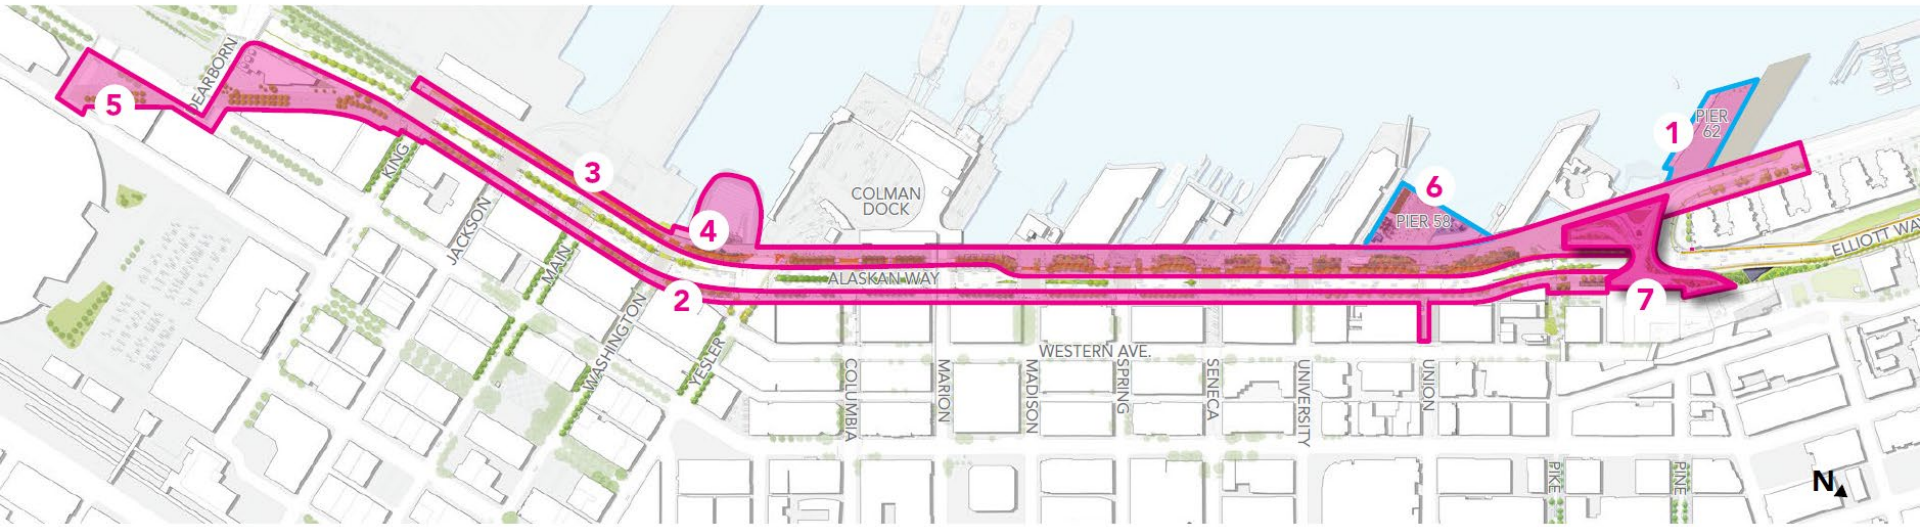 DEARBORN
5
KING
JACKSON
MAIN
WASHINGTON
YESLER
3
4
2
COLMAN
DOCK
ALASKAN WAY
WESTERN AVE.
COLUMBIA
MARION
MADISON
SPRING
SENECA
UNIVERSITY
UNION
PIKE
PINE
6
PIER 58
1
PIER
62
7
ELLIOTT WA
N